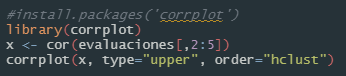 #install.packages('corrplot')
library(corrplot)
x <- cor(evaluaciones[,2:5])
corrplot(x, type="upper", order="hclust")